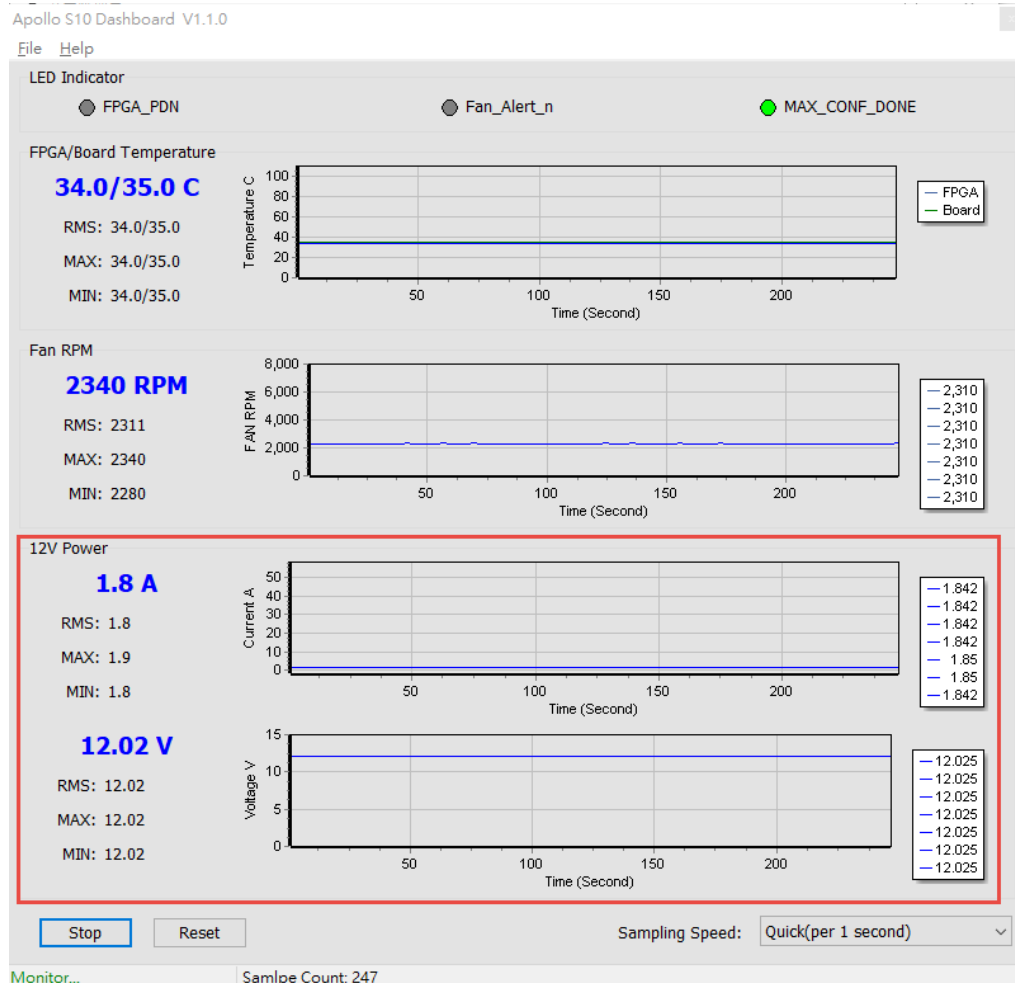 Apollo S10 Dashboard V1.1.0
File Help
LED Indicator
FPGA_PDN Fan_Alert_n MAX_CONF_DONE
FPGA/Board Temperature
34.0/35.0 C
RMS: 34.0/35.0
MAX: 34.0/35.0
MIN: 34.0/35.0
Temperature C
100
80
60
40
20
0
50 100 150 200
Time (Second)
FPGA
Board
Fan RPM
2340 RPM
RMS: 2311
MAX: 2340
MIN: 2280
FAN RPM
8,000
6,000
4,000
2,000
0
50 100 150 200
Time (Second)
2,310
2,310
2,310
2,310
2,310
2,310
2,310
12V Power
1.8 A
RMS: 1.8
MAX: 1.9
MIN: 1.8
Current A
50
40
30
20
10
0
50 100 150 200
Time (Second)
1.842
1.842
1.842
1.842
1.85
1.85
1.842
12.02 V
RMS: 12.02
MAX: 12.02
MIN: 12.02
Voltage V
15
10
5
0
50 100 150 200
Time (Second)
12.025
12.025
12.025
12.025
12.025
12.025
12.025
Stop Reset Sampling Speed: Quick(per 1 second)
Monitor... Samlpe Count: 247